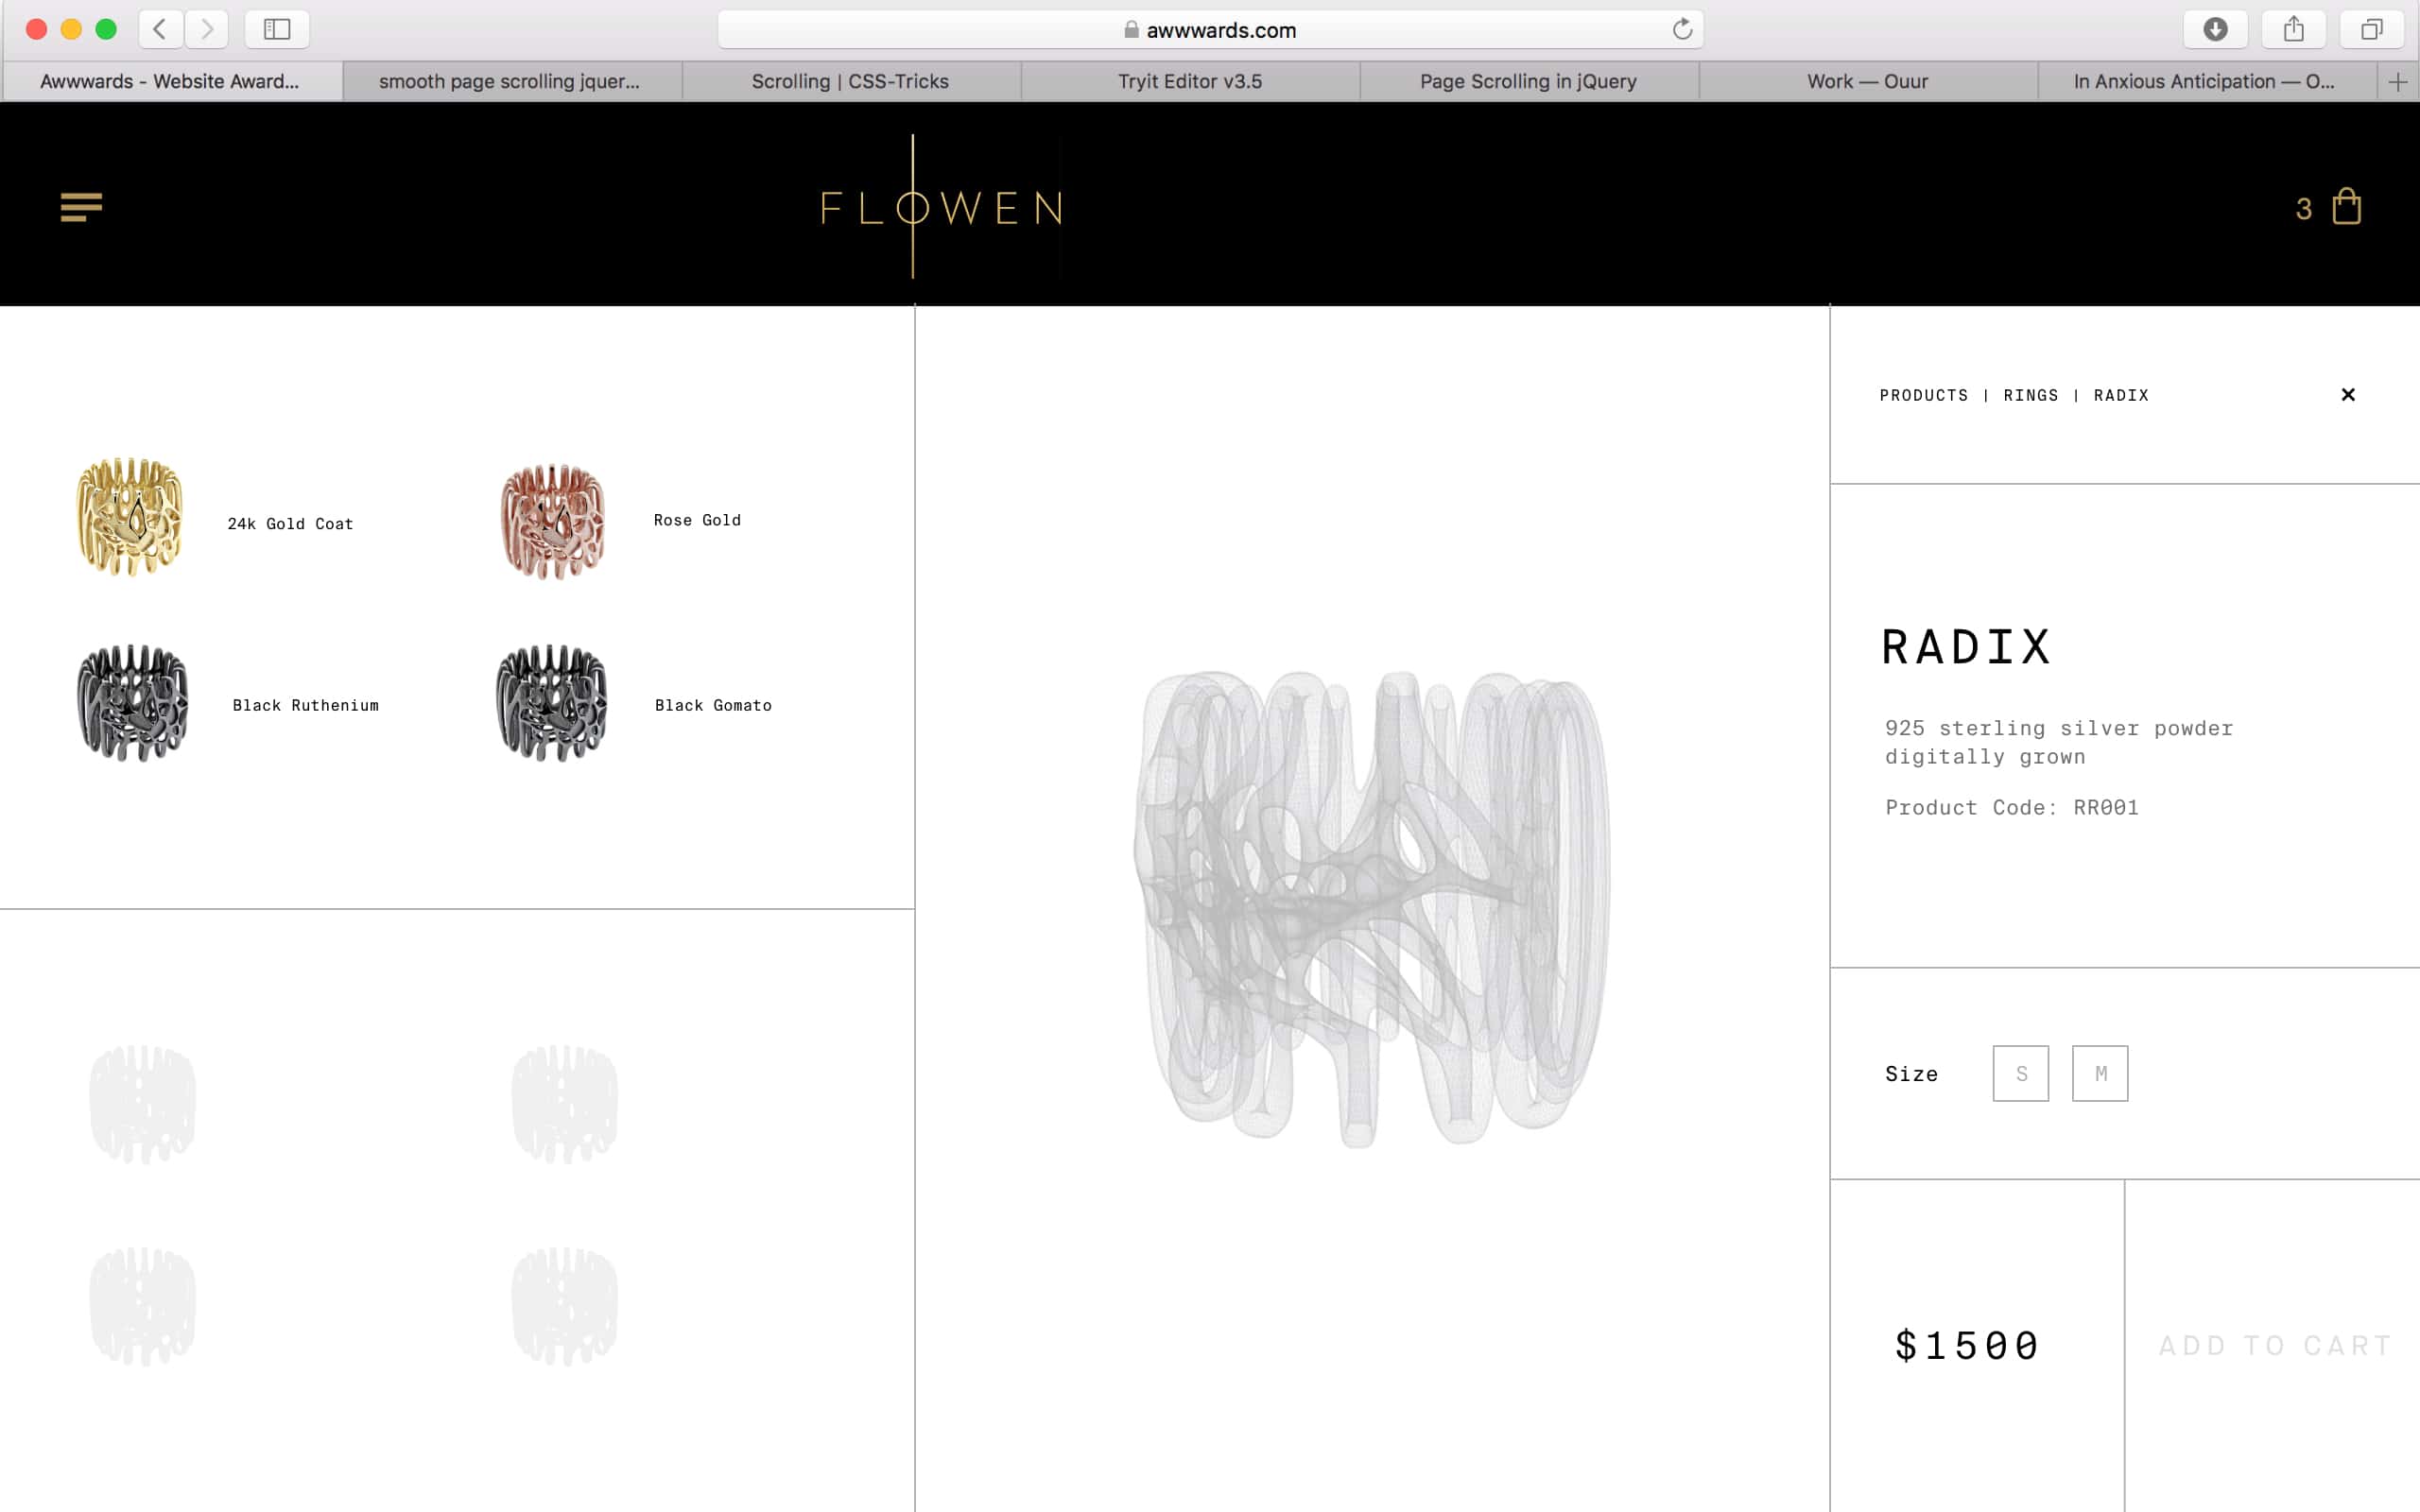 awwwards.com
Awwwards - Website Award...
smooth page scrolling jquer...
Scrolling | CSS-Tricks
Tryit Editor v3.5
Page Scrolling in jQuery
Work — Ouur
In Anxious Anticipation — O...
FLOWEN
3
24k Gold Coat
Rose Gold
Black Ruthenium
Black Gomato
PRODUCTS | RINGS | RADIX
RADIX
925 sterling silver powder
digitally grown
Product Code: RR001
Size
S
M
$1500
ADD TO CART